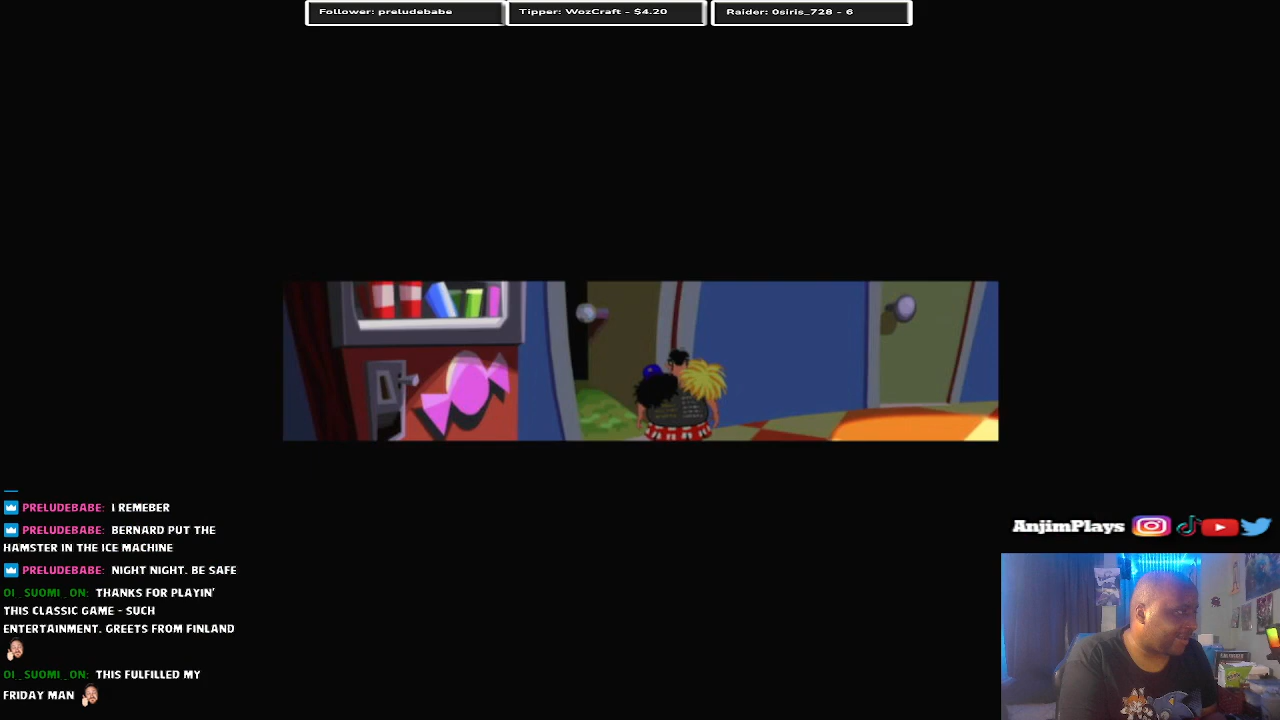 Follower: preludebabe
Tipper: WozCraft - $4.20
Raider: 0siris_728 - 6
PRELUDEBABE: I REMEBER
PRELUDEBABE: BERNARD PUT THE
HAMSTER IN THE ICE MACHINE
PRELUDEBABE: NIGHT NIGHT. BE SAFE
OI_SUOMI_ON: THANKS FOR PLAYIN'
THIS CLASSIC GAME - SUCH
ENTERTAINMENT. GREETS FROM FINLAND
OI_SUOMI_ON: THIS FULFILLED MY
FRIDAY MAN
AnjimPlays